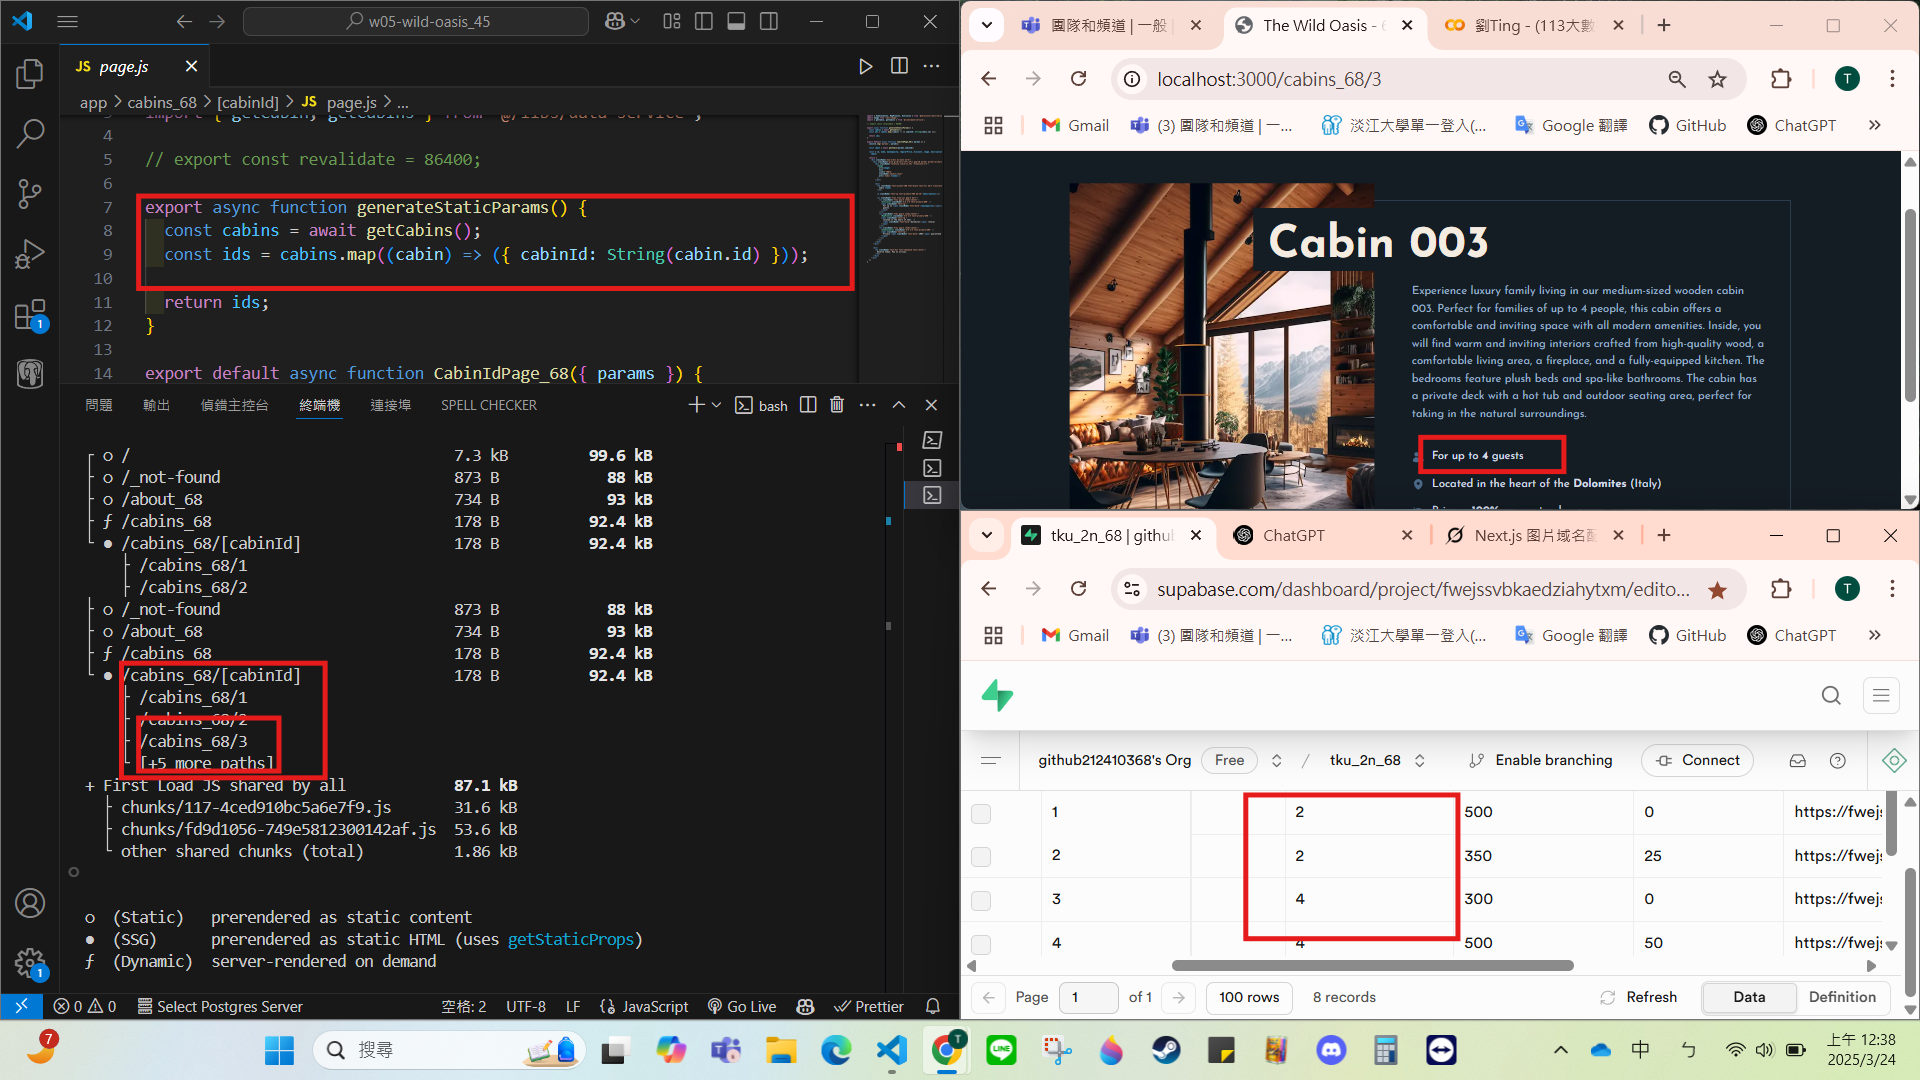 w05-wild-oasis_45
JS page.js
app > cabins_68 > [cabinId] > JS page.js > ...
4
5 // export const revalidate = 86400;
6
7 export async function generateStaticParams() {
8 const cabins = await getCabins();
9 const ids = cabins.map((cabin) => ({ cabinId: String(cabin.id) }));
10
11 return ids;
12 }
13
14 export default async function CabinIdPage_68({ params }) {
問題 輸出 偵錯主控台 終端機 連接埠 SPELL CHECKER
bash
┌ ○ / 7.3 kB 99.6 kB
├ ○ /_not-found 873 B 88 kB
├ ○ /about_68 734 B 93 kB
├ ƒ /cabins_68 178 B 92.4 kB
└ ● /cabins_68/[cabinId] 178 B 92.4 kB
├ /cabins_68/1
├ /cabins_68/2
├ ○ /_not-found 873 B 88 kB
├ ○ /about_68 734 B 93 kB
├ ƒ /cabins_68 178 B 92.4 kB
└ ● /cabins_68/[cabinId] 178 B 92.4 kB
├ /cabins_68/1
├ /cabins_68/2
├ /cabins_68/3
└ [+5 more paths]
+ First Load JS shared by all 87.1 kB
├ chunks/117-4ced910bc5a6e7f9.js 31.6 kB
├ chunks/fd9d1056-749e5812300142af.js 53.6 kB
└ other shared chunks (total) 1.86 kB
○ (Static) prerendered as static content
● (SSG) prerendered as static HTML (uses getStaticProps)
ƒ (Dynamic) server-rendered on demand
0 0 Select Postgres Server 空格: 2 UTF-8 LF {} JavaScript Go Live Prettier
團隊和頻道 | 一般 | The Wild Oasis - 劉Ting - (113大數
localhost:3000/cabins_68/3 T
Gmail (3) 團隊和頻道 | 一... 淡江大學單一登入(... Google 翻譯 GitHub ChatGPT »
Cabin 003
Experience luxury family living in our medium-sized wooden cabin
003. Perfect for families of up to 4 people, this cabin offers a
comfortable and inviting space with all modern amenities. Inside, you
will find warm and inviting interiors crafted from high-quality wood, a
comfortable living area, a fireplace, and a fully-equipped kitchen. The
bedrooms feature plush beds and spa-like bathrooms. The cabin has
a private deck with a hot tub and outdoor seating area, perfect for
taking in the natural surroundings.
For up to 4 guests
Located in the heart of the Dolomites (Italy)
tku_2n_68 | githu ChatGPT Next.js 图片域名配
supabase.com/dashboard/project/fwejssvbkaedziahytxm/edito... T
Gmail (3) 團隊和頻道 | 一... 淡江大學單一登入(... Google 翻譯 GitHub ChatGPT »
github212410368's Org Free / tku_2n_68 Enable branching Connect
1 2 500 0 https://fwejs
2 2 350 25 https://fwejs
3 4 300 0 https://fwejs
4 4 500 50 https://fwejs
Page 1 of 1 100 rows 8 records Refresh Data Definition
7 搜尋 T LINE 中 ㄅ 上午 12:38
2025/3/24